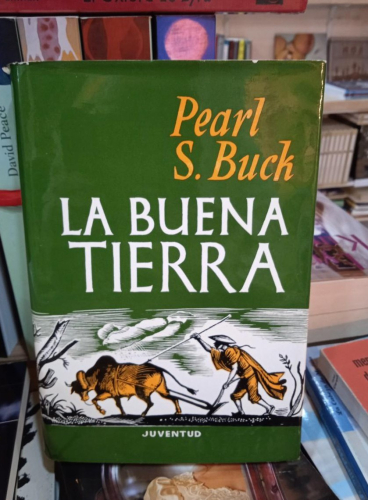 Pearl
S. Buck
LA BUENA
TIERRA
JUVENTUD
David Peace